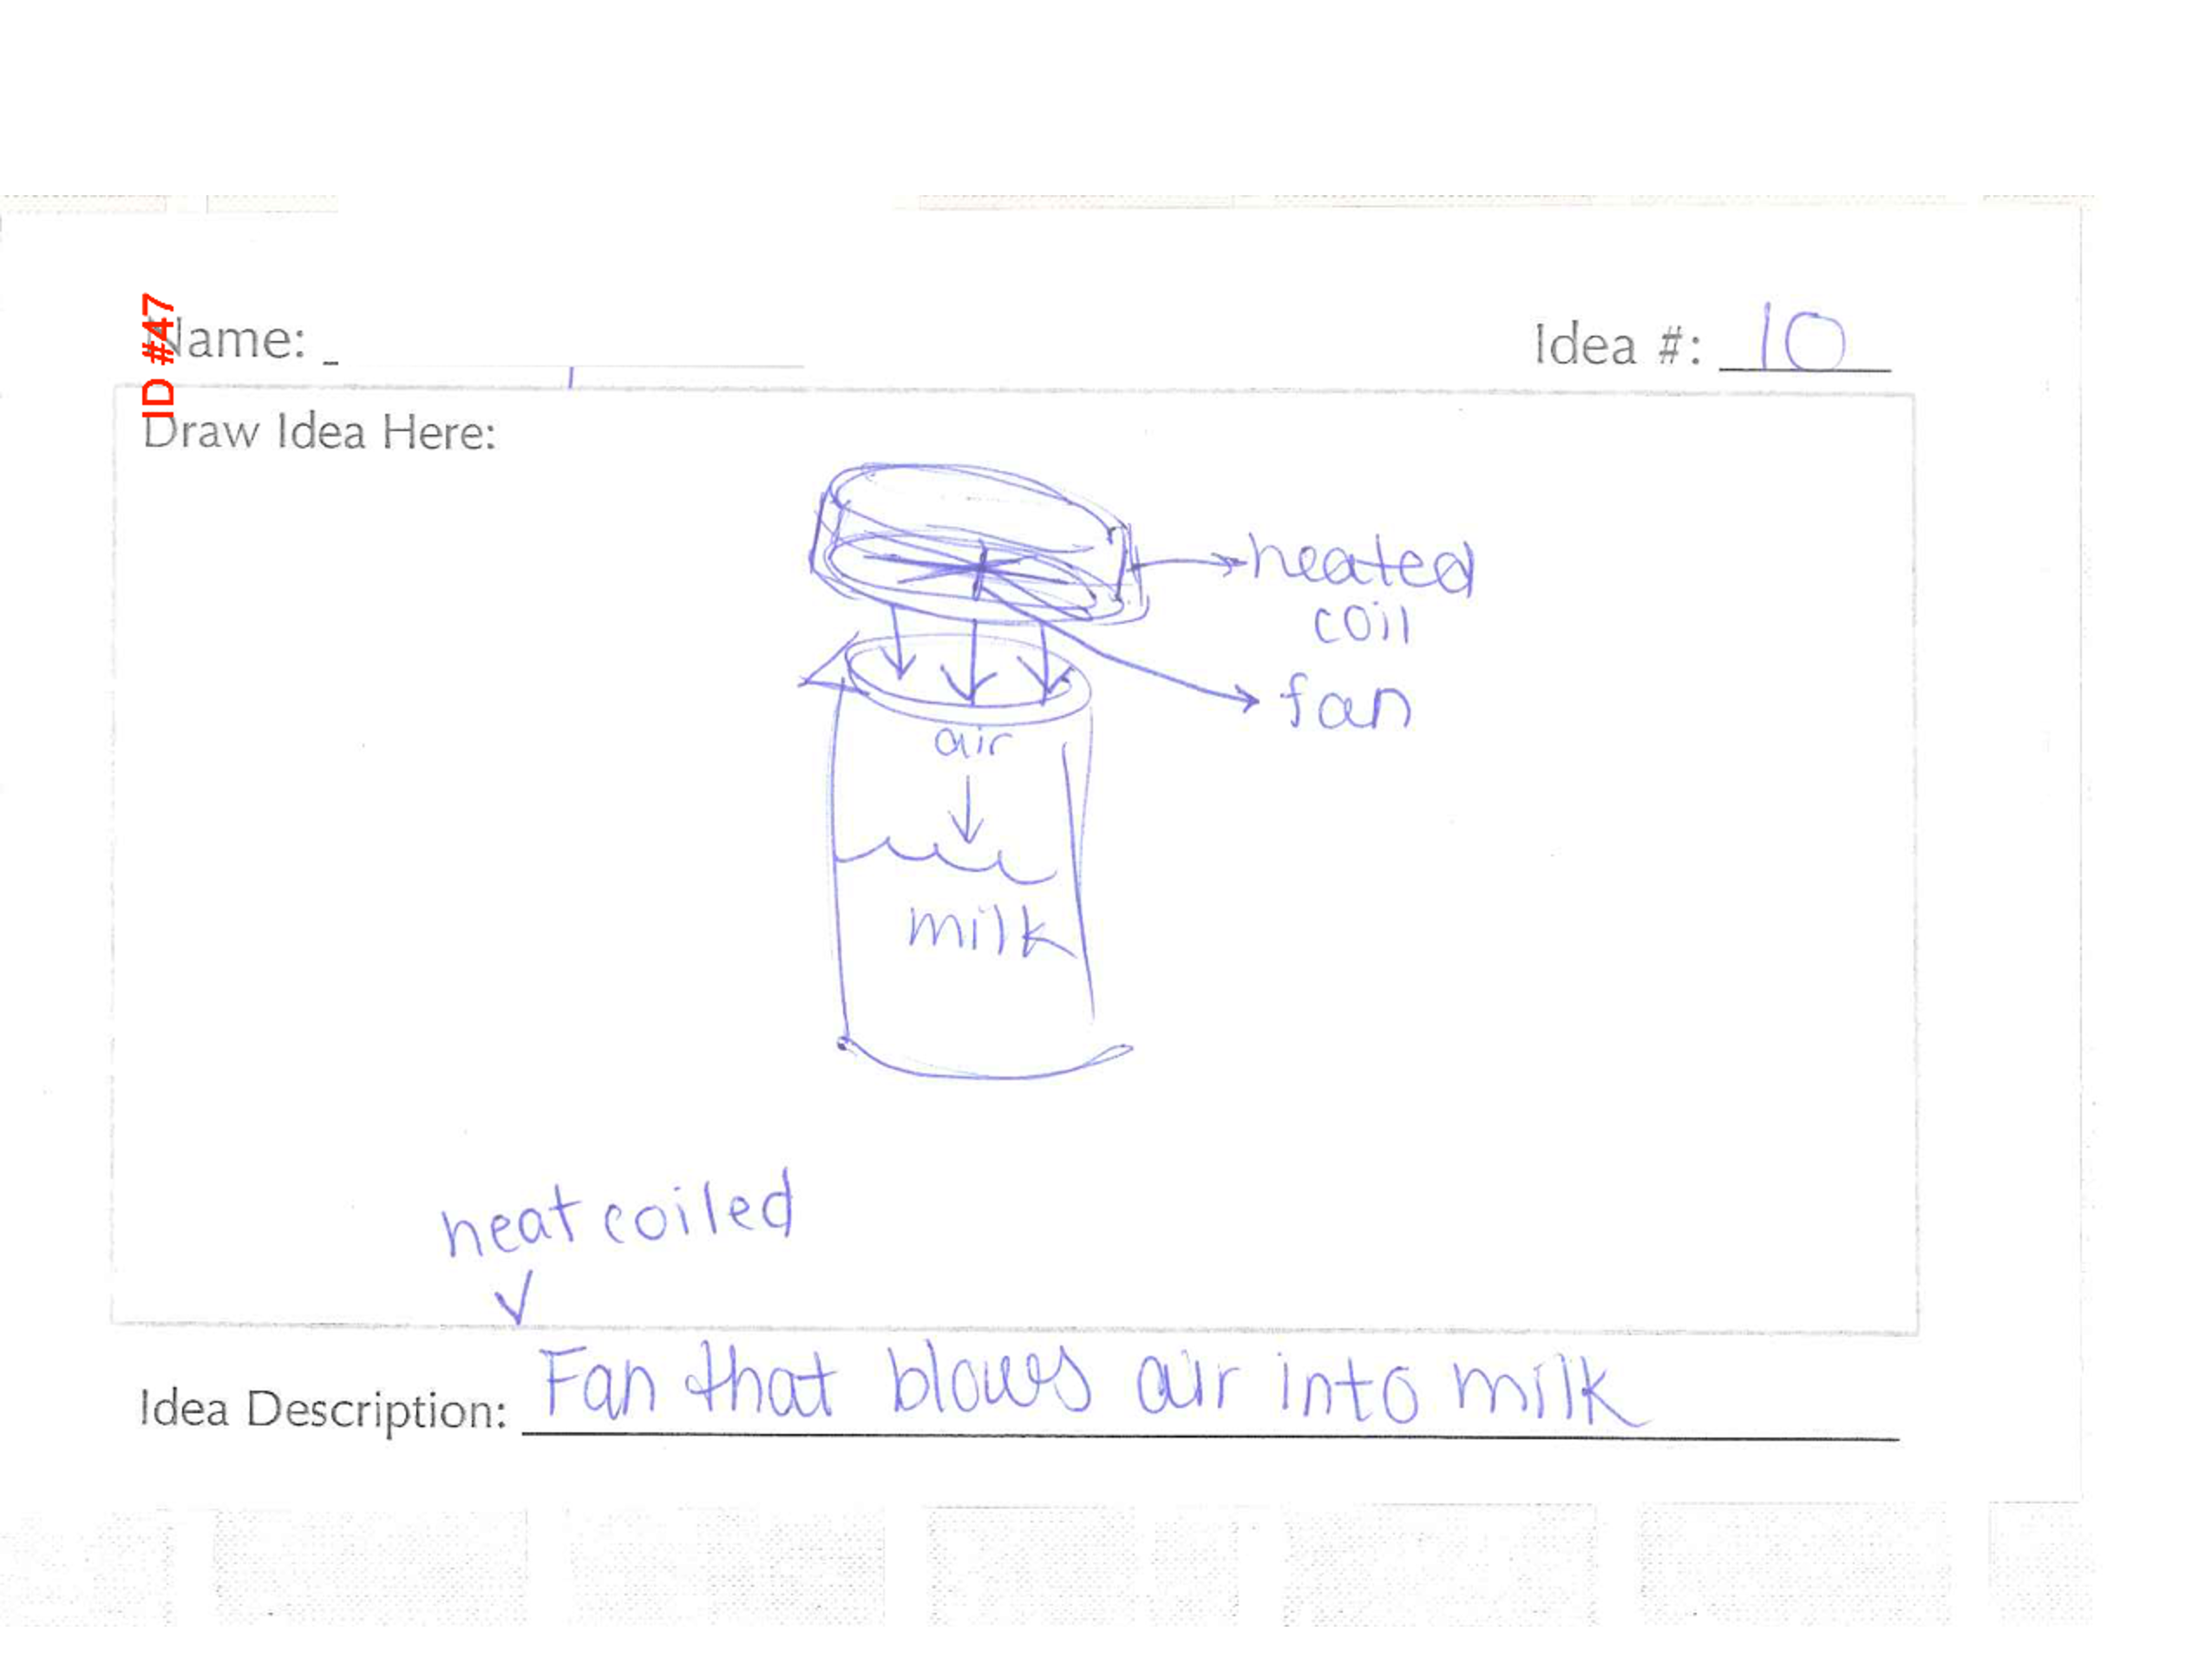 ID #47
Name:
Idea #: 10
Draw Idea Here:
heated
coil
fan
air
milk
heat coiled
Idea Description: Fan that blows air into milk